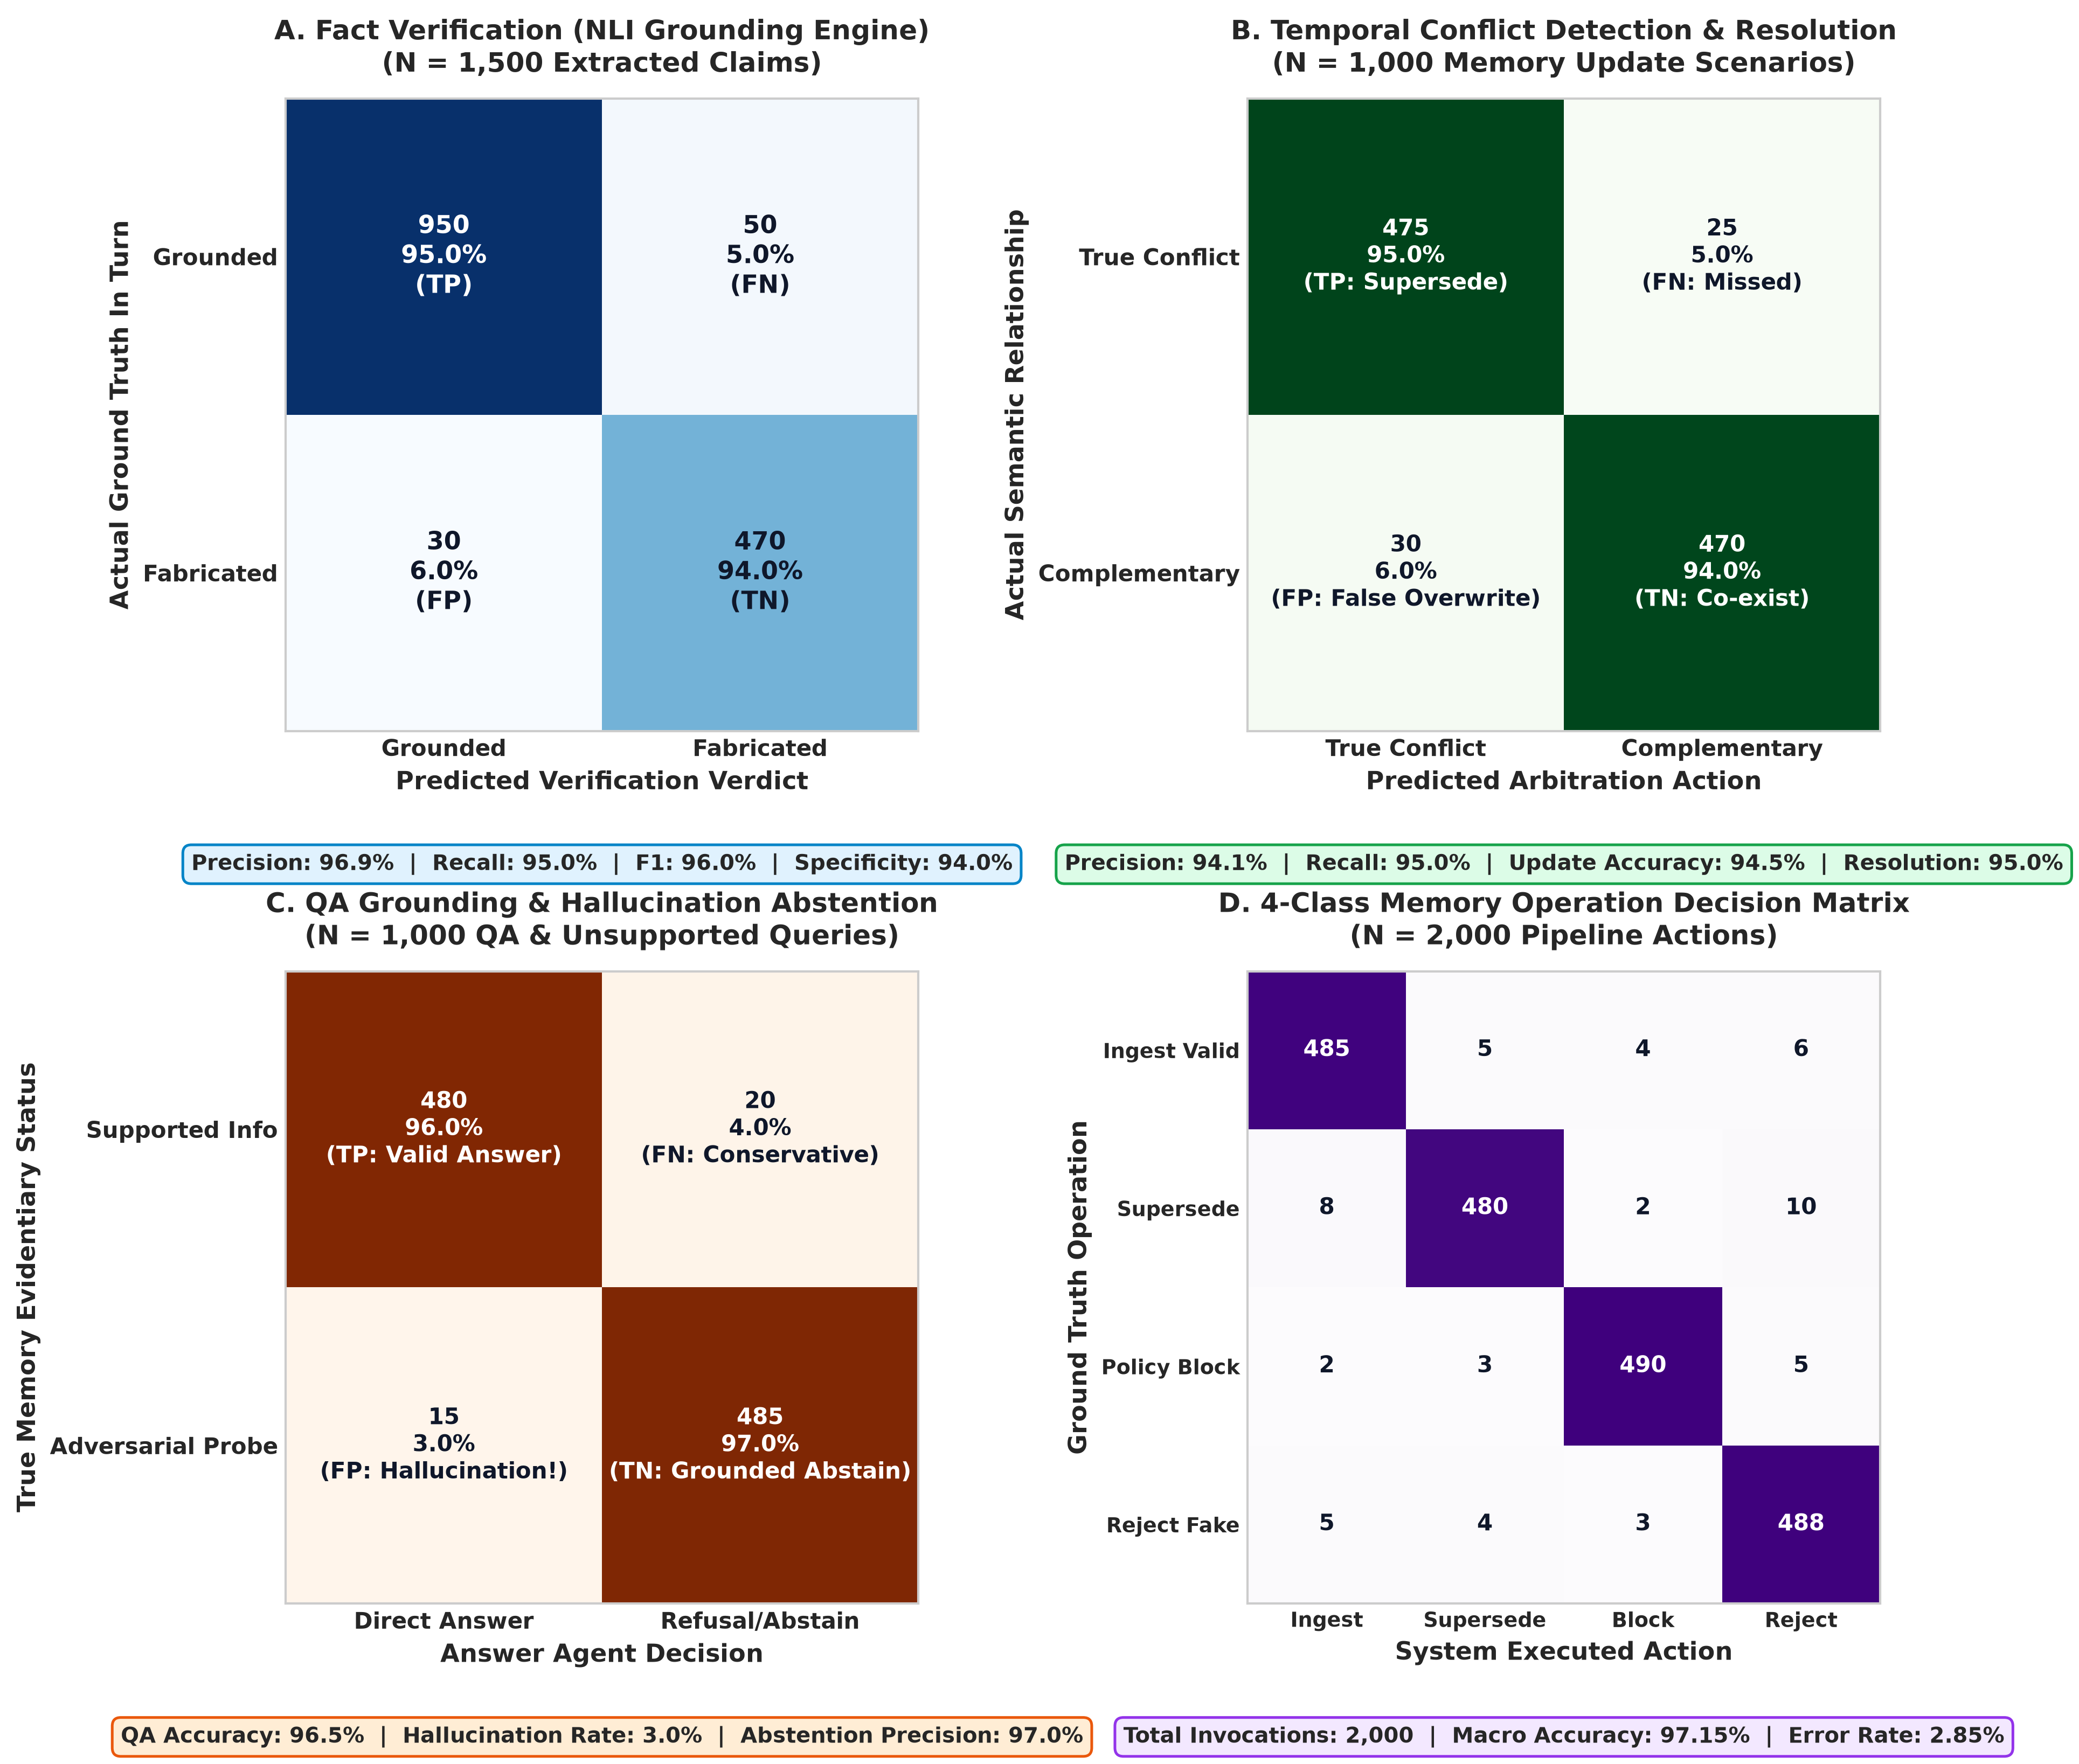 A. Fact Verification (NLI Grounding Engine)
(N = 1,500 Extracted Claims)
Actual Ground Truth In Turn
Grounded
950
95.0%
(TP)
50
5.0%
(FN)
Fabricated
30
6.0%
(FP)
470
94.0%
(TN)
Grounded
Fabricated
Predicted Verification Verdict
Precision: 96.9% | Recall: 95.0% | F1: 96.0% | Specificity: 94.0%
B. Temporal Conflict Detection & Resolution
(N = 1,000 Memory Update Scenarios)
Actual Semantic Relationship
True Conflict
475
95.0%
(TP: Supersede)
25
5.0%
(FN: Missed)
Complementary
30
6.0%
(FP: False Overwrite)
470
94.0%
(TN: Co-exist)
True Conflict
Complementary
Predicted Arbitration Action
Precision: 94.1% | Recall: 95.0% | Update Accuracy: 94.5% | Resolution: 95.0%
C. QA Grounding & Hallucination Abstention
(N = 1,000 QA & Unsupported Queries)
True Memory Evidentiary Status
Supported Info
480
96.0%
(TP: Valid Answer)
20
4.0%
(FN: Conservative)
Adversarial Probe
15
3.0%
(FP: Hallucination!)
485
97.0%
(TN: Grounded Abstain)
Direct Answer
Refusal/Abstain
Answer Agent Decision
QA Accuracy: 96.5% | Hallucination Rate: 3.0% | Abstention Precision: 97.0%
D. 4-Class Memory Operation Decision Matrix
(N = 2,000 Pipeline Actions)
Ground Truth Operation
Ingest Valid 485 5 4 6
Supersede 8 480 2 10
Policy Block 2 3 490 5
Reject Fake 5 4 3 488
Ingest Supersede Block Reject
System Executed Action
Total Invocations: 2,000 | Macro Accuracy: 97.15% | Error Rate: 2.85%